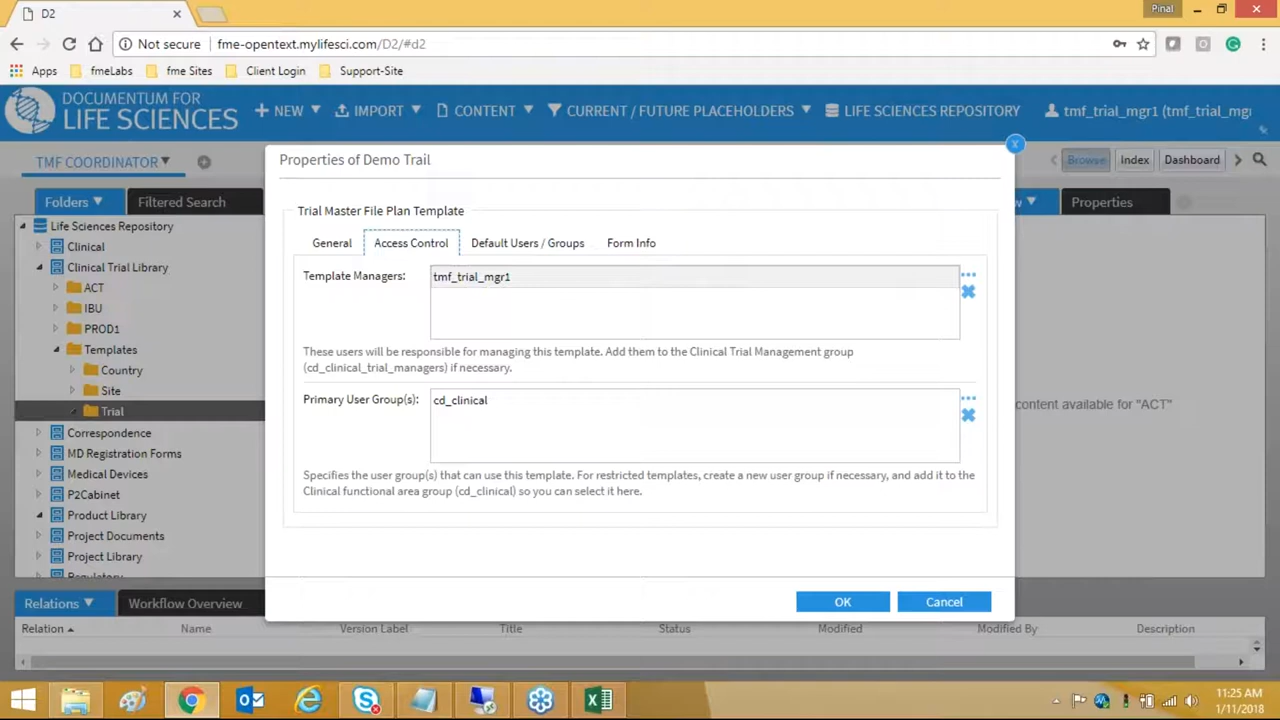 D2
Pinal
Not secure
fme-opentext.mylifesci.com/D2/#d2
Apps
fmeLabs
fme Sites
Client Login
Support-Site
DOCUMENTUM FOR
LIFE SCIENCES
NEW
IMPORT
CONTENT
CURRENT / FUTURE PLACEHOLDERS
LIFE SCIENCES REPOSITORY
tmf_trial_mgr1 (tmf_trial_mgr
TMF COORDINATOR
Properties of Demo Trail
x
Browse
Index
Dashboard
Folders
Filtered Search
Properties
Life Sciences Repository
Clinical
Clinical Trial Library
ACT
IBU
PROD1
Templates
Country
Site
Trial
Correspondence
MD Registration Forms
Medical Devices
P2Cabinet
Product Library
Project Documents
Project Library
Regulatory
Trial Master File Plan Template
General
Access Control
Default Users / Groups
Form Info
Template Managers:
tmf_trial_mgr1
These users will be responsible for managing this template. Add them to the Clinical Trial Management group
(cd_clinical_trial_managers) if necessary.
Primary User Group(s):
cd_clinical
Specifies the user group(s) that can use this template. For restricted templates, create a new user group if necessary, and add it to the
Clinical functional area group (cd_clinical) so you can select it here.
content available for "ACT"
OK
Cancel
Relations
Workflow Overview
Relation
Name
Version Label
Title
Status
Modified
Modified By
Description
11:25 AM
1/11/2018